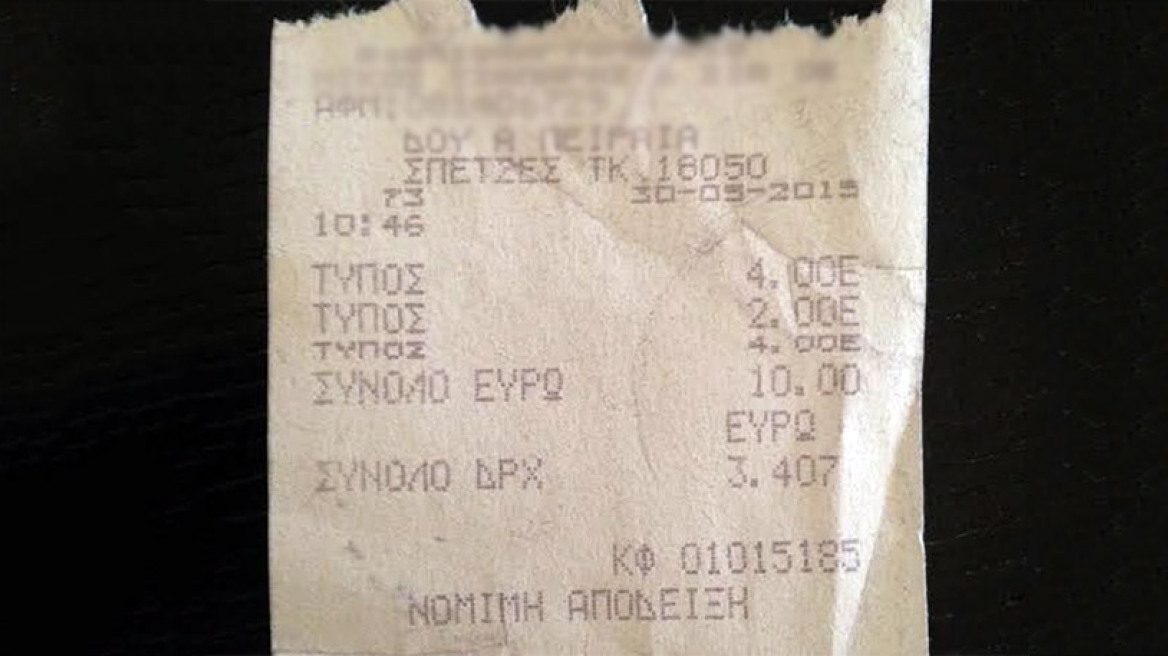 ΑΦΜ:
ΔΟΥ Α ΠΕΙΡΑΙΑ
ΣΠΕΤΣΕΣ ΤΚ 18050
73 30-05-2015
10:46
ΤΥΠΟΣ 4.00Ε
ΤΥΠΟΣ 2.00Ε
ΤΥΠΟΣ 4.00Ε
ΣΥΝΟΛΟ ΕΥΡΩ 10.00
ΕΥΡΩ
ΣΥΝΟΛΟ ΔΡΧ 3.407
ΚΦ 01015185
ΝΟΜΙΜΗ ΑΠΟΔΕΙΞΗ